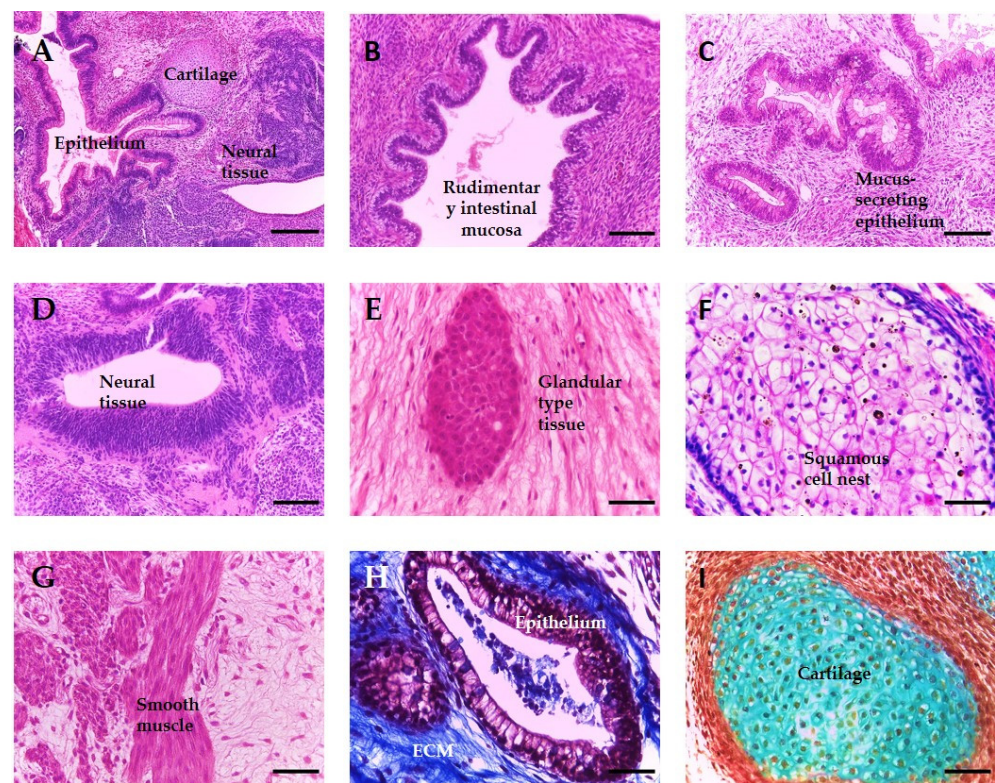 A
Cartilage
Epithelium
Neural
tissue
B
Rudimentar
y intestinal
mucosa
C
Mucus-
secreting
epithelium
D
Neural
tissue
E
Glandular
type
tissue
F
Squamous
cell nest
G
Smooth
muscle
H
Epithelium
ECM
I
Cartilage